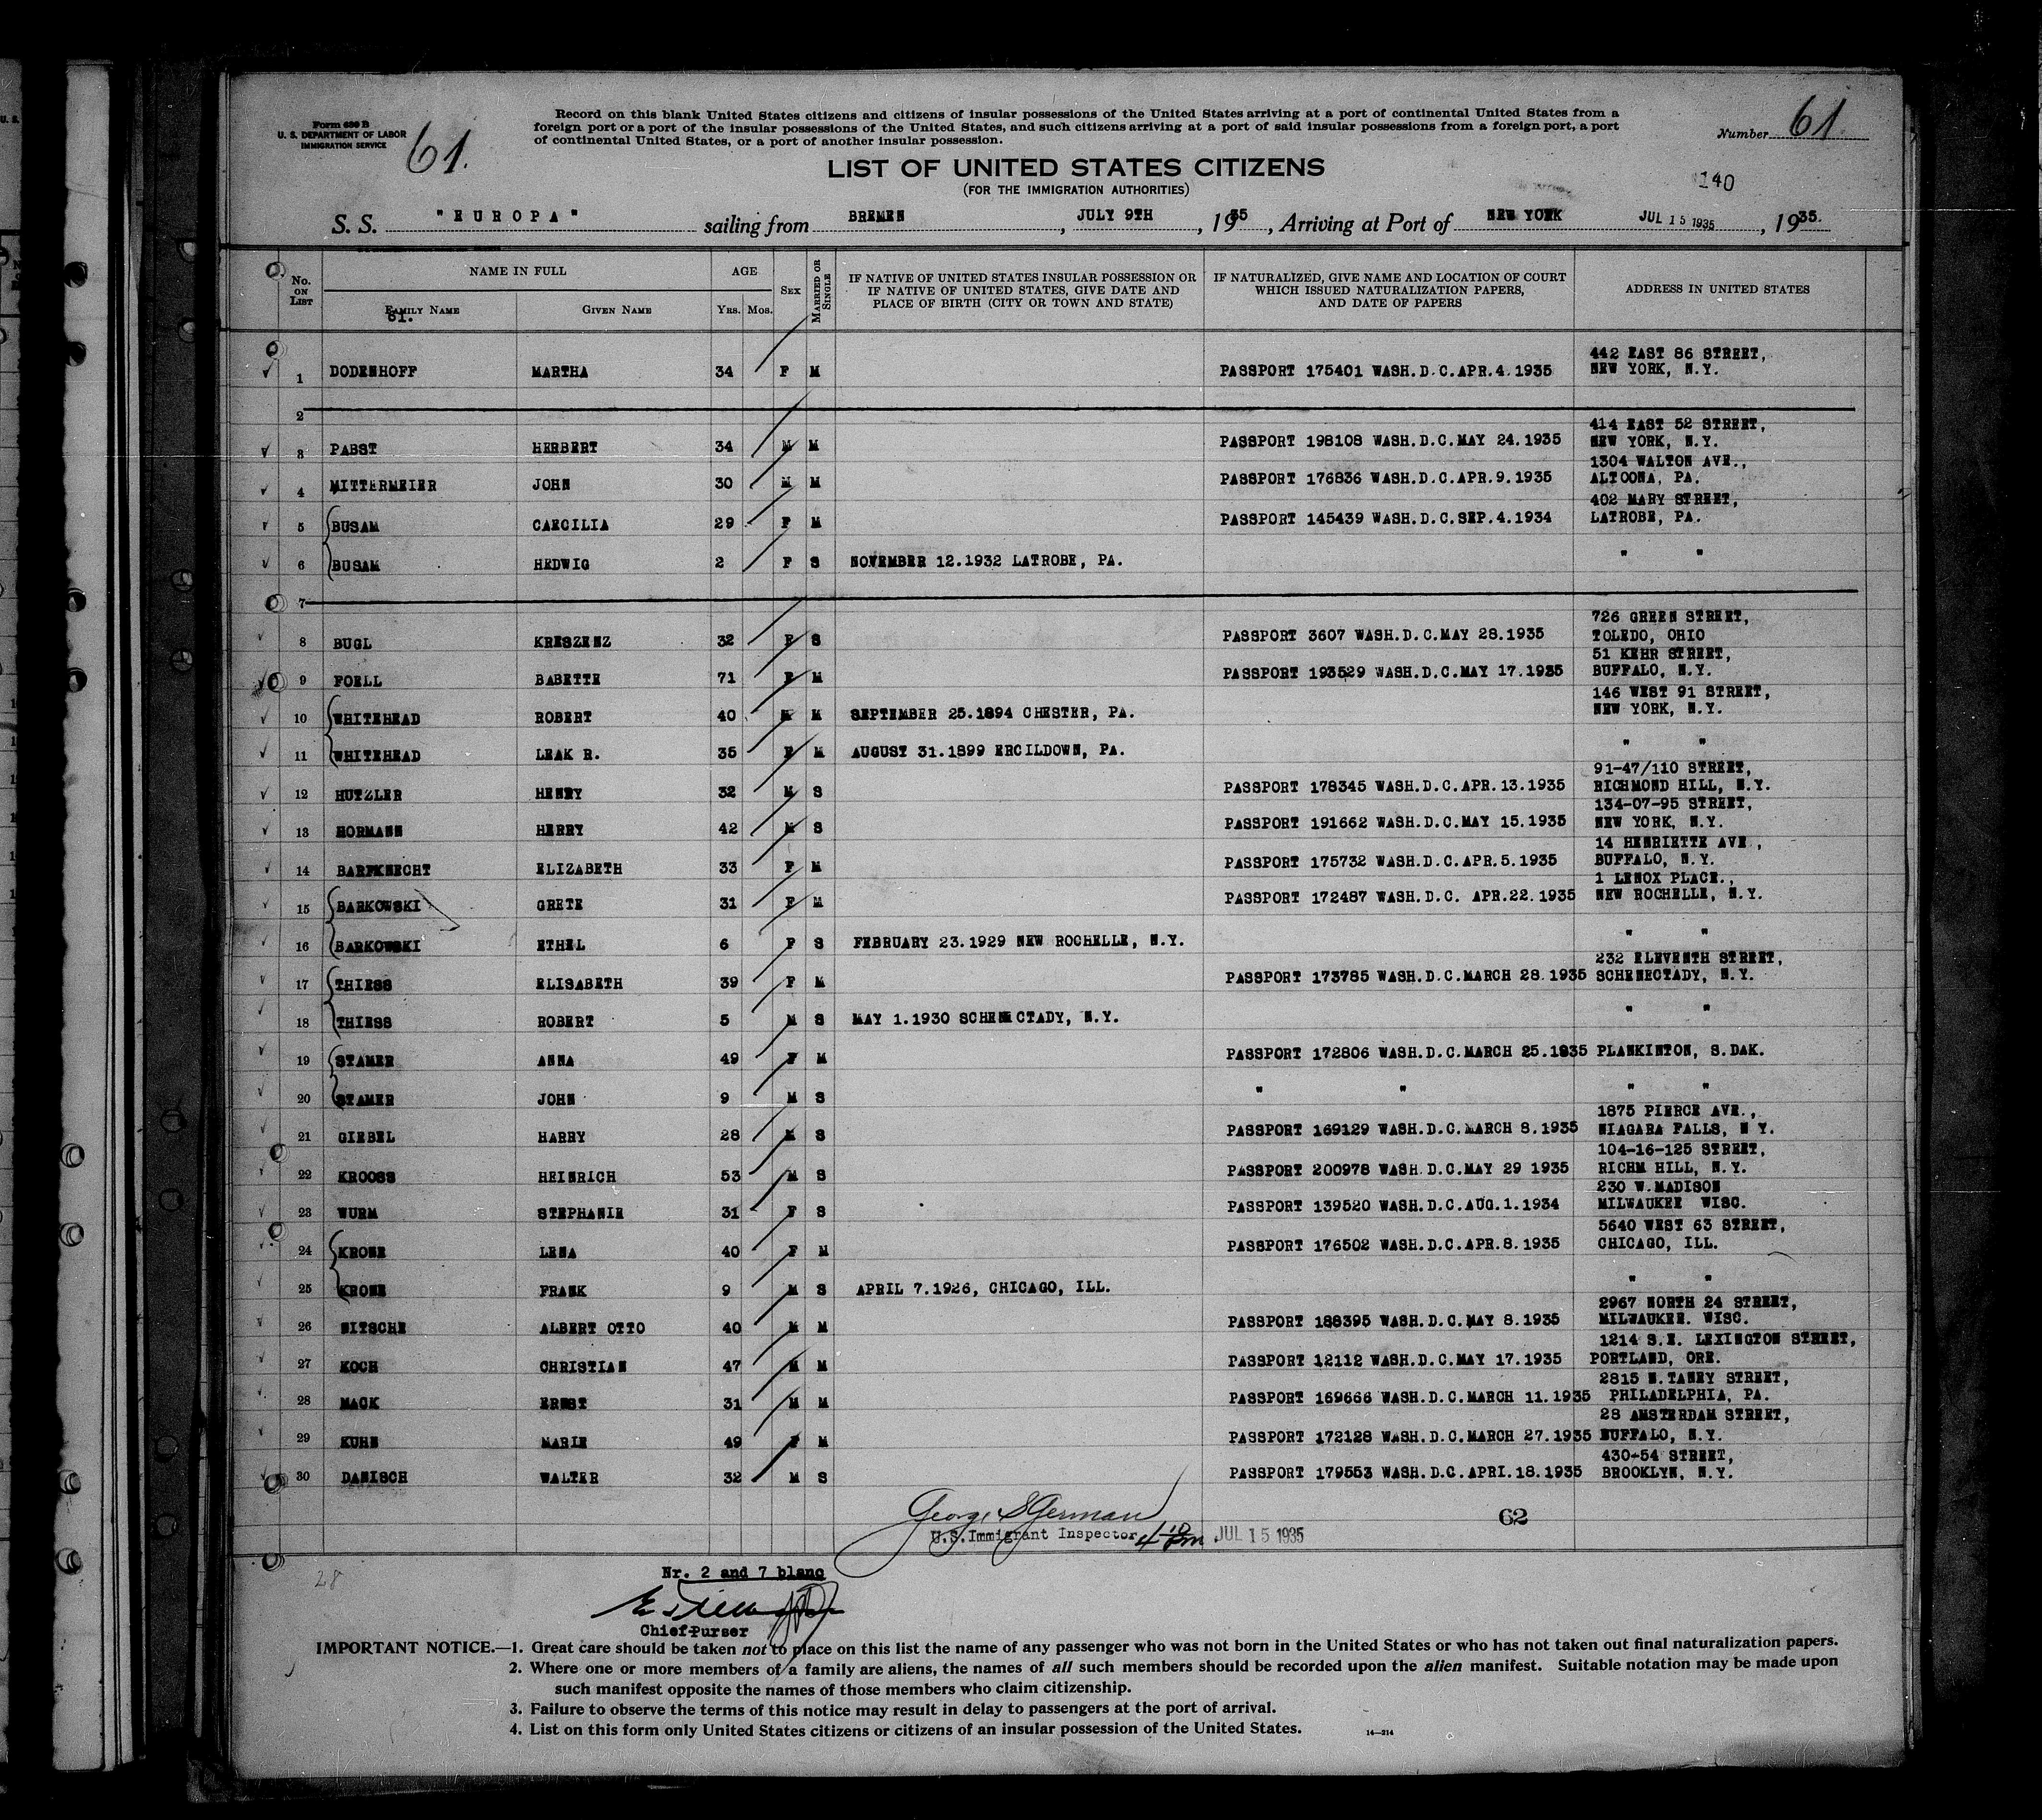 Form 630 B
U. S. DEPARTMENT OF LABOR
IMMIGRATION SERVICE
61.
Record on this blank United States citizens and citizens of insular possessions of the United States arriving at a port of continental United States from a
foreign port or a port of the insular possessions of the United States, and such citizens arriving at a port of said insular possessions from a foreign port, a port
of continental United States, or a port of another insular possession.
Number 61
LIST OF UNITED STATES CITIZENS
(FOR THE IMMIGRATION AUTHORITIES)
140
S. S. "EUROPA" sailing from BREMEN, JULY 9TH, 1935, Arriving at Port of NEW YORK JUL 15 1935, 1935.
No. ON LIST
NAME IN FULL
FAMILY NAME
61.
GIVEN NAME
AGE
YRS. MOS.
SEX
MARRIED OR SINGLE
IF NATIVE OF UNITED STATES INSULAR POSSESSION OR
IF NATIVE OF UNITED STATES, GIVE DATE AND
PLACE OF BIRTH (CITY OR TOWN AND STATE)
IF NATURALIZED, GIVE NAME AND LOCATION OF COURT
WHICH ISSUED NATURALIZATION PAPERS,
AND DATE OF PAPERS
ADDRESS IN UNITED STATES
442 EAST 86 STREET,
1 DODENHOFF MARTHA 34 F M PASSPORT 175401 WASH.D.C.APR.4.1935 NEW YORK, N.Y.
2
414 EAST 52 STREET,
3 PABST HERBERT 34 M M PASSPORT 198108 WASH.D.C.MAY 24.1935 NEW YORK, N.Y.
1304 WALTON AVE.,
4 MITTERMEIER JOHN 30 M M PASSPORT 176836 WASH.D.C.APR.9.1935 ALTOONA, PA.
402 MARY STREET,
5 BUSAM CAECILIA 29 F M PASSPORT 145439 WASH.D.C.SEP.4.1934 LATROBE, PA.
6 BUSAM HEDWIG 2 F S NOVEMBER 12.1932 LATROBE, PA. " "
7
726 GREEN STREET,
8 BUGL KRESZENZ 32 F S PASSPORT 3607 WASH.D.C.MAY 28.1935 TOLEDO, OHIO
51 KEHR STREET,
9 FOELL BABETTE 71 F M PASSPORT 193529 WASH.D.C.MAY 17.1935 BUFFALO, N.Y.
146 WEST 91 STREET,
10 WHITEHEAD ROBERT 40 M M SEPTEMBER 25.1894 CHESTER, PA. NEW YORK, N.Y.
11 WHITEHEAD LEAK R. 35 F M AUGUST 31.1899 ERCILDOWN, PA. " "
91-47/110 STREET,
12 HUTZLER HENRY 32 M S PASSPORT 178345 WASH.D.C.APR.13.1935 RICHMOND HILL, N.Y.
134-07-95 STREET,
13 HORMANN HERRY 42 M S PASSPORT 191662 WASH.D.C.MAY 15.1935 NEW YORK, N.Y.
14 HENRIETTE AVE.,
14 BARFKNECHT ELIZABETH 33 F M PASSPORT 175732 WASH.D.C.APR.5.1935 BUFFALO, N.Y.
1 LENOX PLACE.,
15 BARKOWSKI GRETE 31 F M PASSPORT 172487 WASH.D.C. APR.22.1935 NEW ROCHELLE, N.Y.
16 BARKOWSKI ETHEL 6 F S FEBRUARY 23.1929 NEW ROCHELLE, N.Y. " "
232 ELEVENTH STREET,
17 THIESS ELISABETH 39 F M PASSPORT 173785 WASH.D.C.MARCH 28.1935 SCHENECTADY, N.Y.
18 THIESS ROBERT 5 M S MAY 1.1930 SCHENECTADY, N.Y. " "
19 STAMER ANNA 49 F M PASSPORT 172806 WASH.D.C.MARCH 25.1935 PLANKINTON, S.DAK.
20 STAMER JOHN 9 M S " " " "
1875 PIERCE AVE.,
21 GIEBEL HARRY 28 M S PASSPORT 169129 WASH.D.C.MARCH 8.1935 NIAGARA FALLS, N Y.
104-16-125 STREET,
22 KROOSS HEINRICH 53 M S PASSPORT 200978 WASH.D.C.MAY 29 1935 RICHM HILL, N.Y.
230 W.MADISON
23 WURM STEPHANIE 31 F S PASSPORT 139520 WASH.D.C.AUG.1.1934 MILWAUKEE WISC.
5640 WEST 63 STREET,
24 KRONE LENA 40 F M PASSPORT 176502 WASH.D.C.APR.8.1935 CHICAGO, ILL.
25 KRONE FRANK 9 M S APRIL 7.1926, CHICAGO, ILL. " "
2967 NORTH 24 STREET,
26 NITSCHE ALBERT OTTO 40 M M PASSPORT 188395 WASH.D.C.MAY 8.1935 MILWAUKEE. WISC.
1214 S.E. LEXINGTON STREET,
27 KOCH CHRISTIAN 47 M M PASSPORT 12112 WASH.D.C.MAY 17.1935 PORTLAND, ORE.
2815 N.TANEY STREET,
28 MACK ERNST 31 M M PASSPORT 169666 WASH.D.C.MARCH 11.1935 PHILADELPHIA, PA.
28 AMSTERDAM STREET,
29 KUHN MARIE 49 F M PASSPORT 172128 WASH.D.C.MARCH 27.1935 BUFFALO, N.Y.
430-54 STREET,
30 DANISCH WALTER 32 M S PASSPORT 179553 WASH.D.C.APRI.18.1935 BROOKLYN, N.Y.
George S German
U.S.Immigrant Inspector 4 10 pm JUL 15 1935
62
28
Nr. 2 and 7 blanc
Chief Purser
IMPORTANT NOTICE.—1. Great care should be taken not to place on this list the name of any passenger who was not born in the United States or who has not taken out final naturalization papers.
2. Where one or more members of a family are aliens, the names of all such members should be recorded upon the alien manifest. Suitable notation may be made upon
such manifest opposite the names of those members who claim citizenship.
3. Failure to observe the terms of this notice may result in delay to passengers at the port of arrival.
4. List on this form only United States citizens or citizens of an insular possession of the United States.
14—214